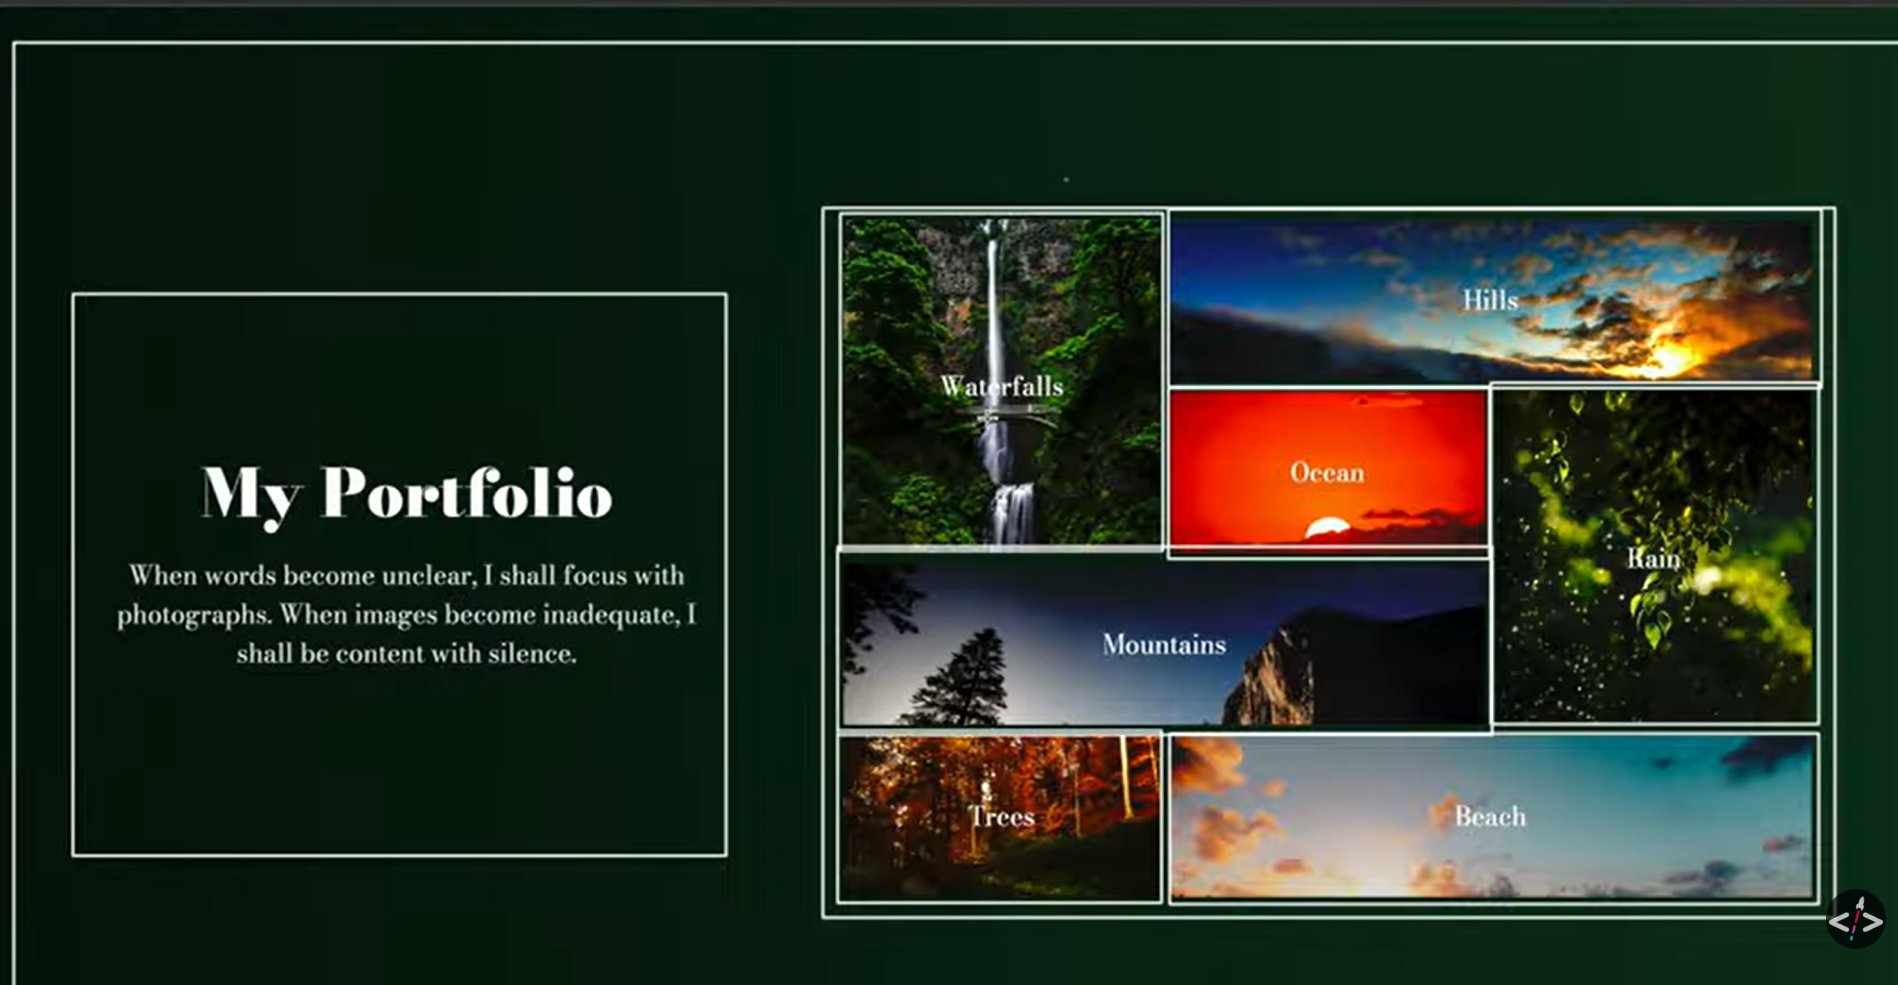 My Portfolio
When words become unclear, I shall focus with
photographs. When images become inadequate, I
shall be content with silence.
Waterfalls
Hills
Ocean
Rain
Mountains
Trees
Beach